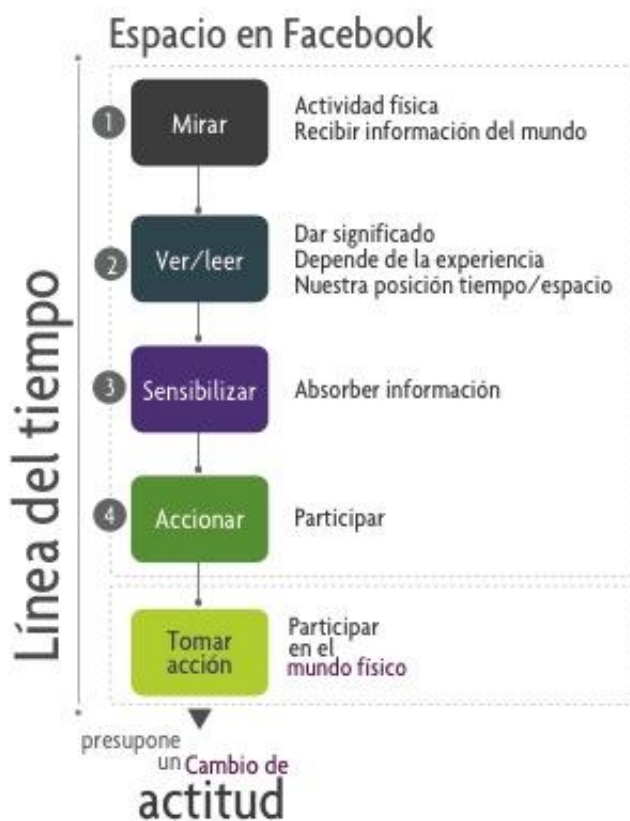 Espacio en Facebook
Línea del tiempo
1
Mirar
Actividad física
Recibir información del mundo
2
Ver/leer
Dar significado
Depende de la experiencia
Nuestra posición tiempo/espacio
3
Sensibilizar
Absorber información
4
Accionar
Participar
Tomar
acción
Participar
en el
mundo físico
presupone
un Cambio de
actitud